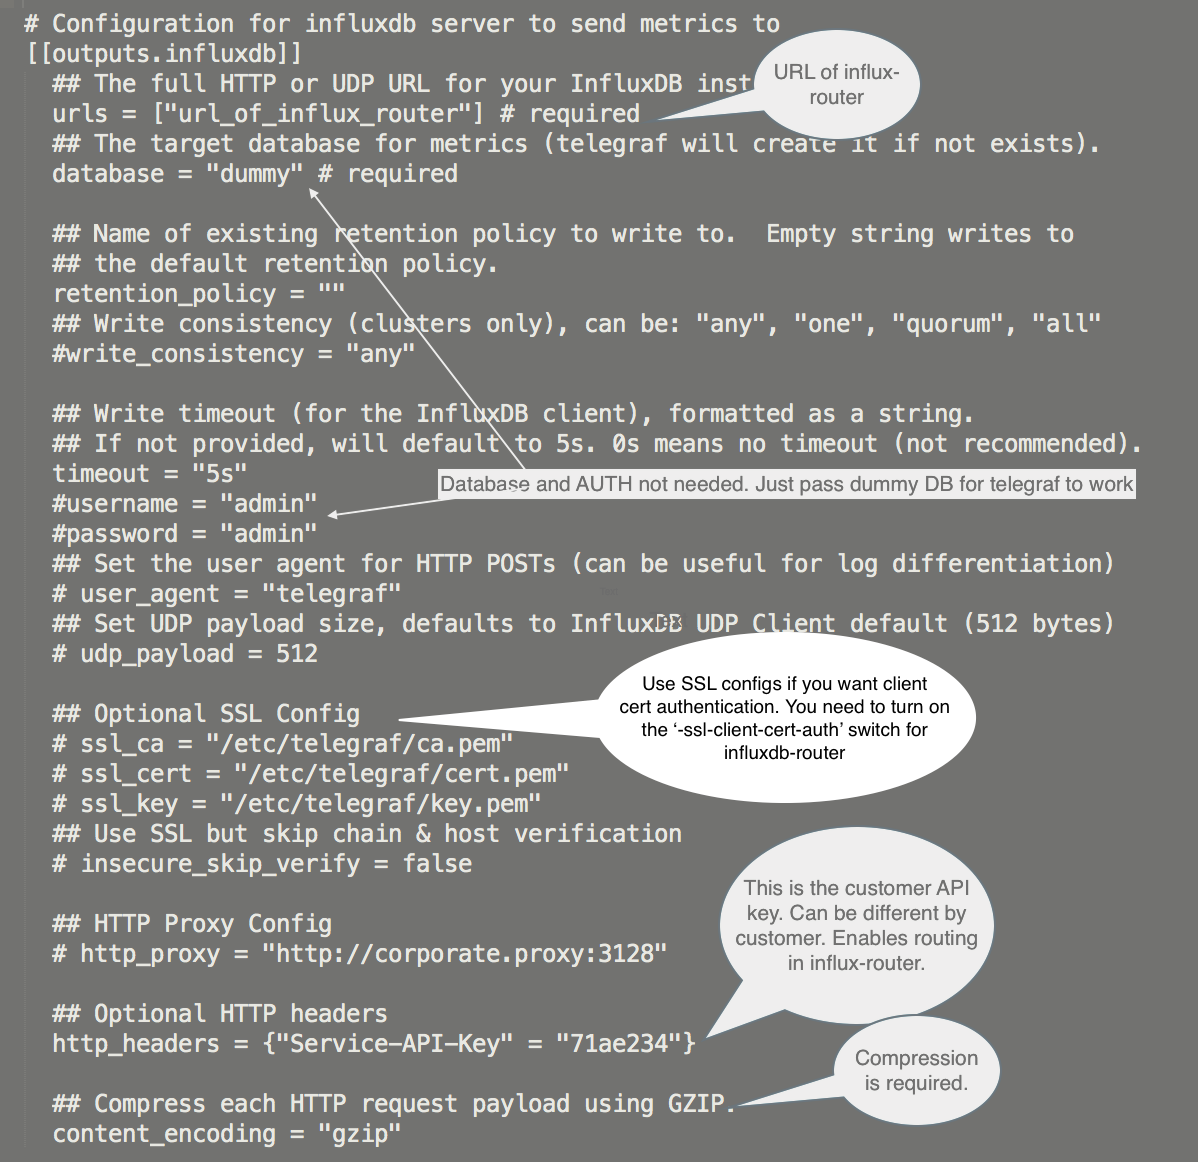 # Configuration for influxdb server to send metrics to
[[outputs.influxdb]]
## The full HTTP or UDP URL for your InfluxDB inst
URL of influx-
router
urls = ["url_of_influx_router"] # required
## The target database for metrics (telegraf will create it if not exists).
database = "dummy" # required
## Name of existing retention policy to write to.  Empty string writes to
## the default retention policy.
retention_policy = ""
## Write consistency (clusters only), can be: "any", "one", "quorum", "all"
#write_consistency = "any"
## Write timeout (for the InfluxDB client), formatted as a string.
## If not provided, will default to 5s. 0s means no timeout (not recommended).
timeout = "5s"
Database and AUTH not needed. Just pass dummy DB for telegraf to work
#username = "admin"
#password = "admin"
## Set the user agent for HTTP POSTs (can be useful for log differentiation)
# user_agent = "telegraf"
## Set UDP payload size, defaults to InfluxDB UDP Client default (512 bytes)
# udp_payload = 512
Use SSL configs if you want client
cert authentication. You need to turn on
the ‘-ssl-client-cert-auth’ switch for
influxdb-router
## Optional SSL Config
# ssl_ca = "/etc/telegraf/ca.pem"
# ssl_cert = "/etc/telegraf/cert.pem"
# ssl_key = "/etc/telegraf/key.pem"
## Use SSL but skip chain & host verification
# insecure_skip_verify = false
This is the customer API
key. Can be different by
customer. Enables routing
in influx-router.
## HTTP Proxy Config
# http_proxy = "http://corporate.proxy:3128"
## Optional HTTP headers
http_headers = {"Service-API-Key" = "71ae234"}
Compression
is required.
## Compress each HTTP request payload using GZIP.
content_encoding = "gzip"